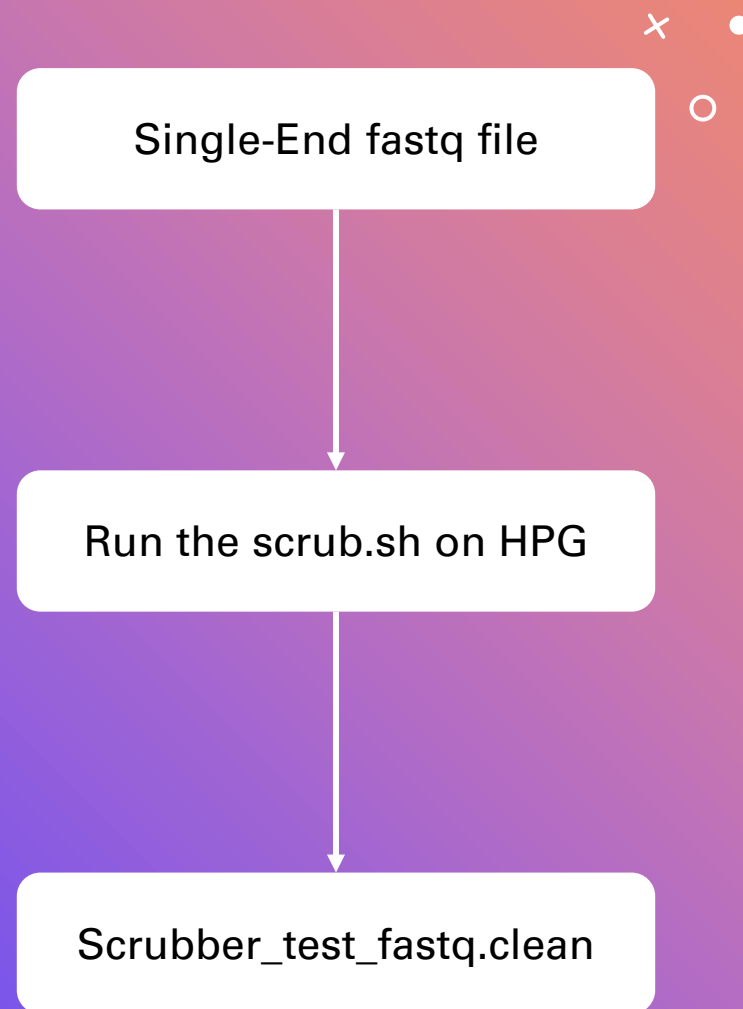 Single-End fastq file
Run the scrub.sh on HPG
Scrubber_test_fastq.clean